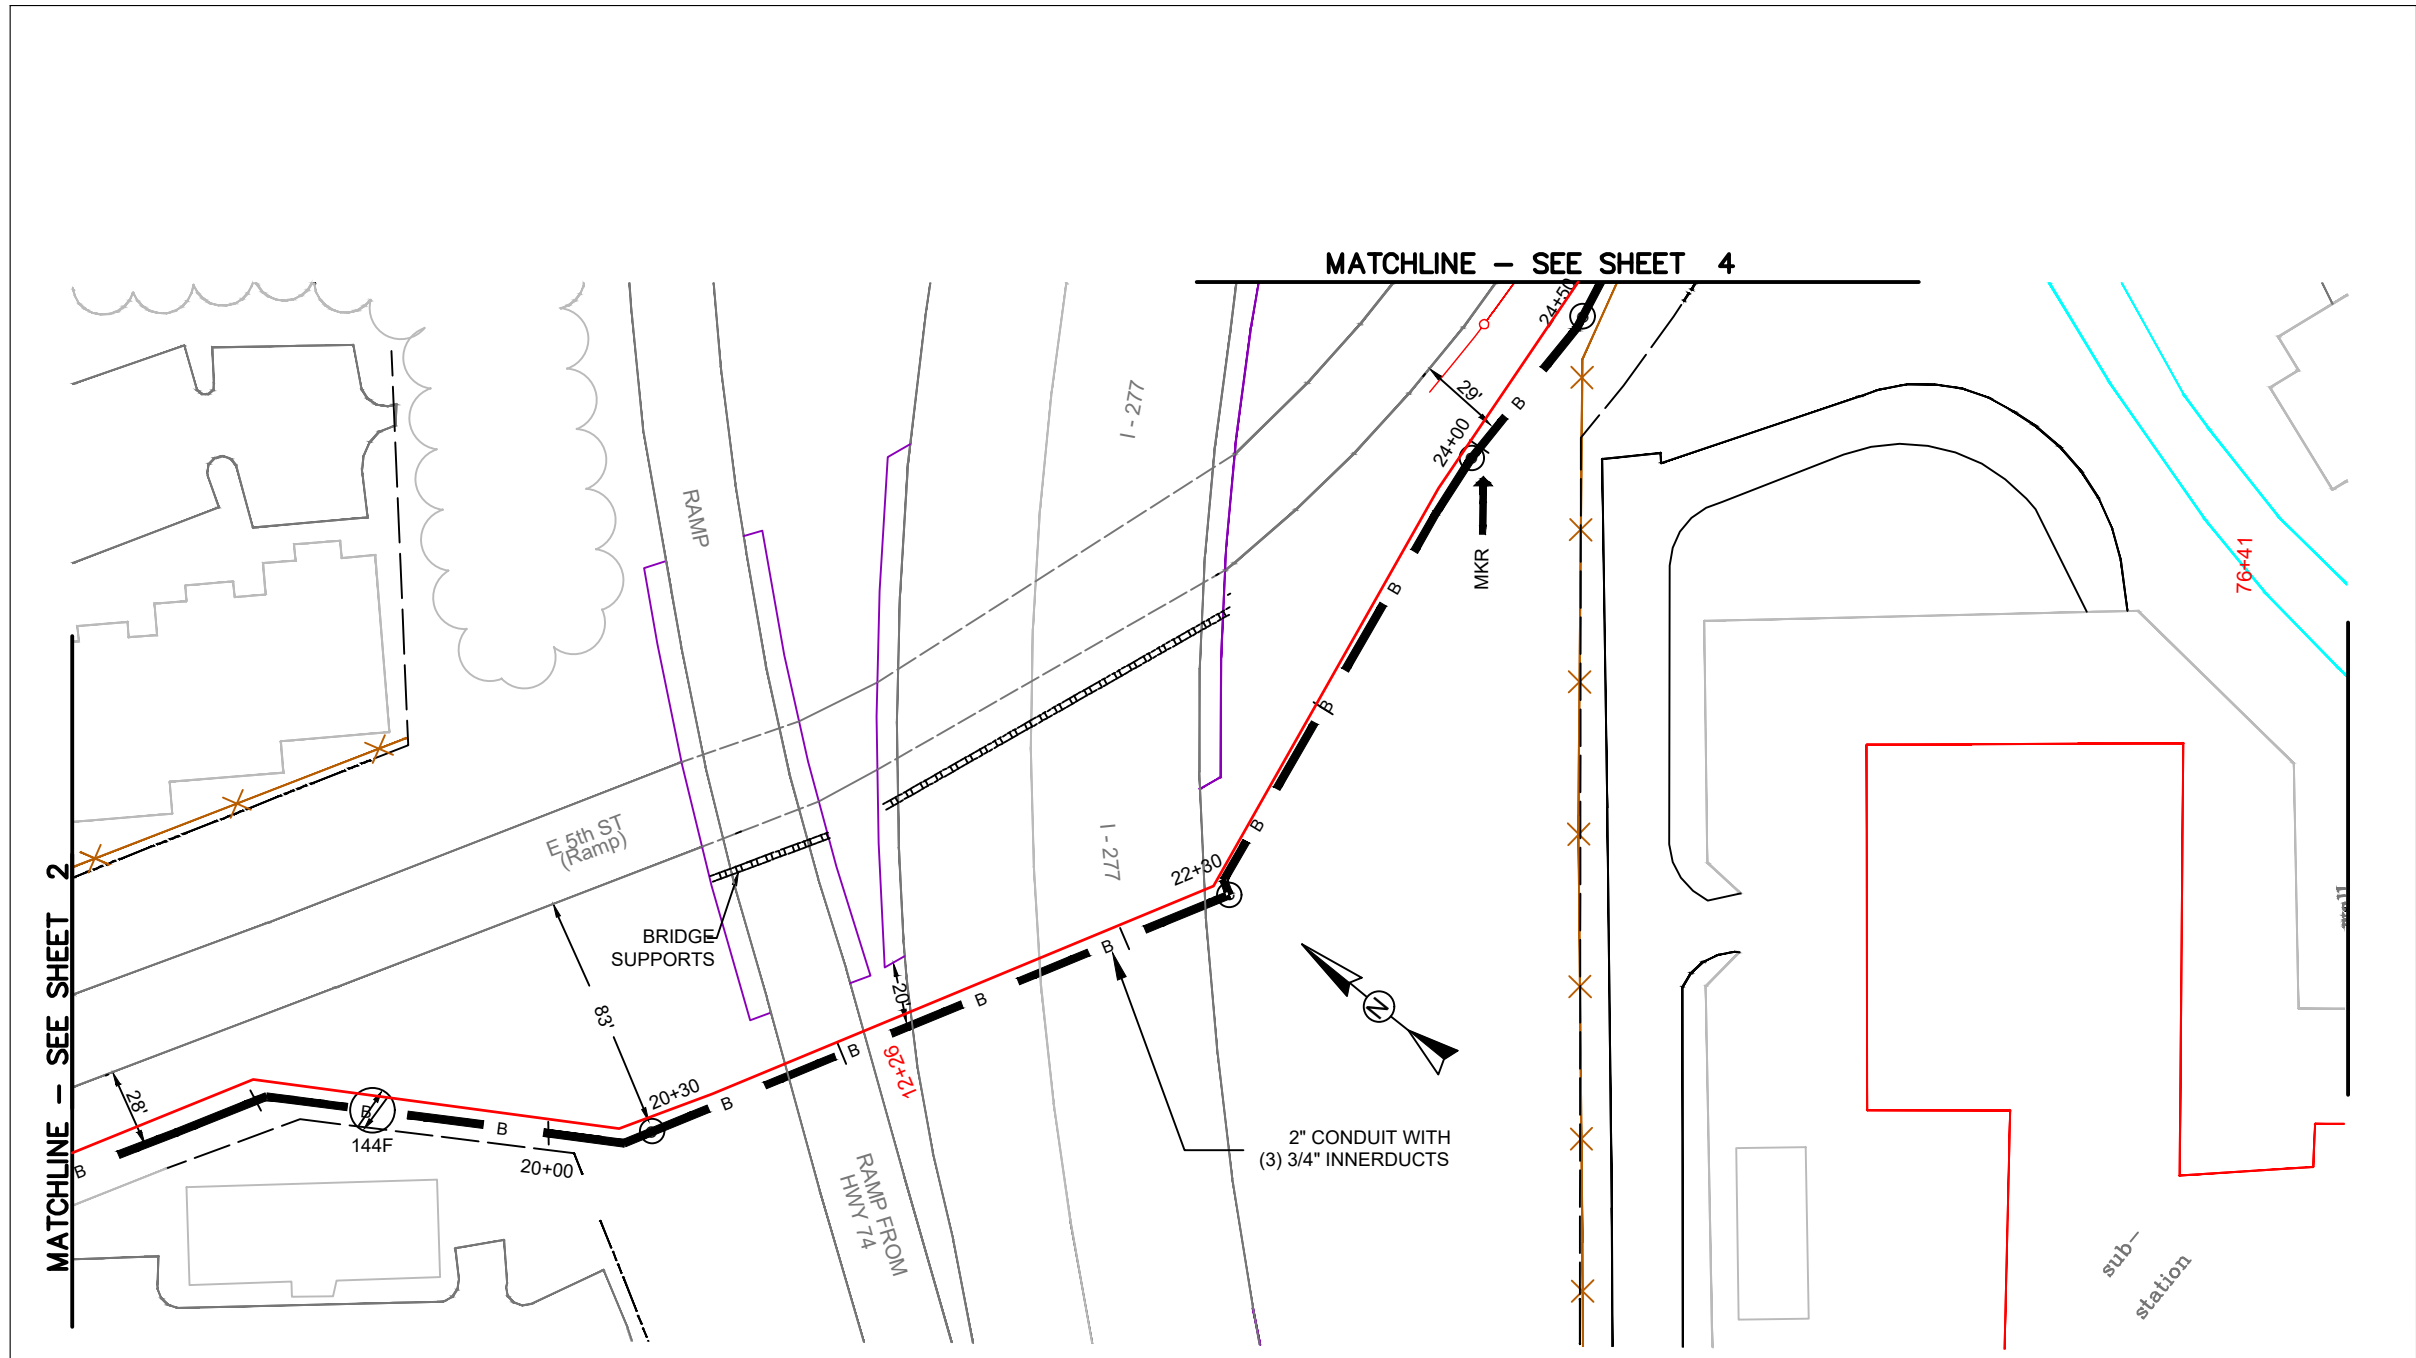 MATCHLINE – SEE SHEET 4
24+50
29'
B
24+00
MKR
I - 277
RAMP
B
76+41
B
E 5th ST
(Ramp)
I - 277
B
22+30
MATCHLINE – SEE SHEET 2
BRIDGE
SUPPORTS
B
20'
B
N
83'
12+26
B
20+30
B
28'
B
144F
B
20+00
B
2" CONDUIT WITH
(3) 3/4" INNERDUCTS
RAMP FROM
HWY 74
sub–
station